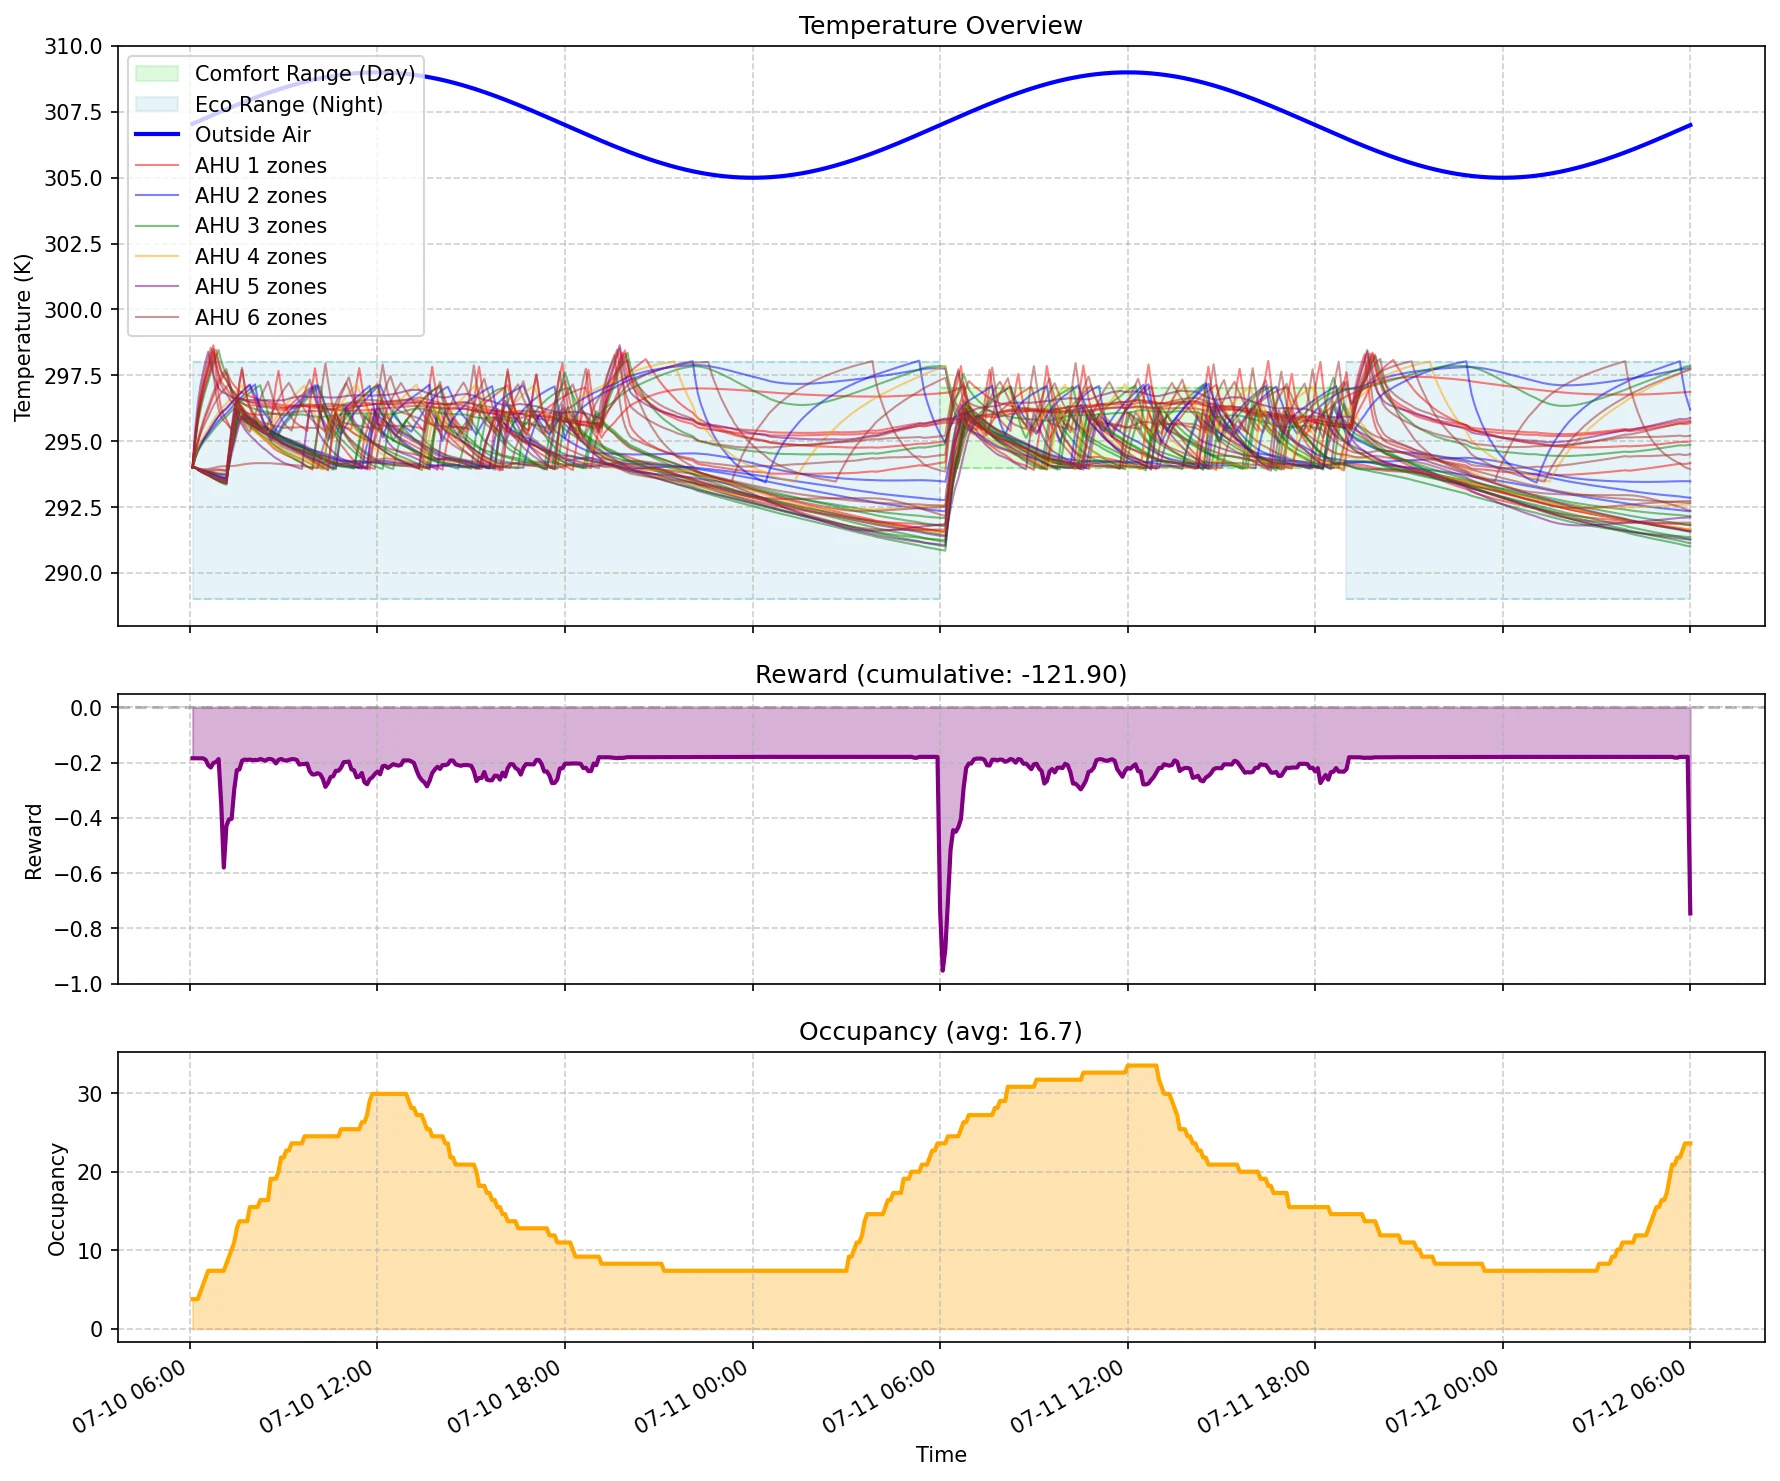 Temperature Overview
310.0
307.5
305.0
302.5
300.0
297.5
295.0
292.5
290.0
Temperature (K)
Comfort Range (Day)
Eco Range (Night)
Outside Air
AHU 1 zones
AHU 2 zones
AHU 3 zones
AHU 4 zones
AHU 5 zones
AHU 6 zones
Reward (cumulative: -121.90)
0.0
−0.2
−0.4
−0.6
−0.8
−1.0
Reward
Occupancy (avg: 16.7)
30
20
10
0
Occupancy
07-10 06:00
07-10 12:00
07-10 18:00
07-11 00:00
07-11 06:00
07-11 12:00
07-11 18:00
07-12 00:00
07-12 06:00
Time